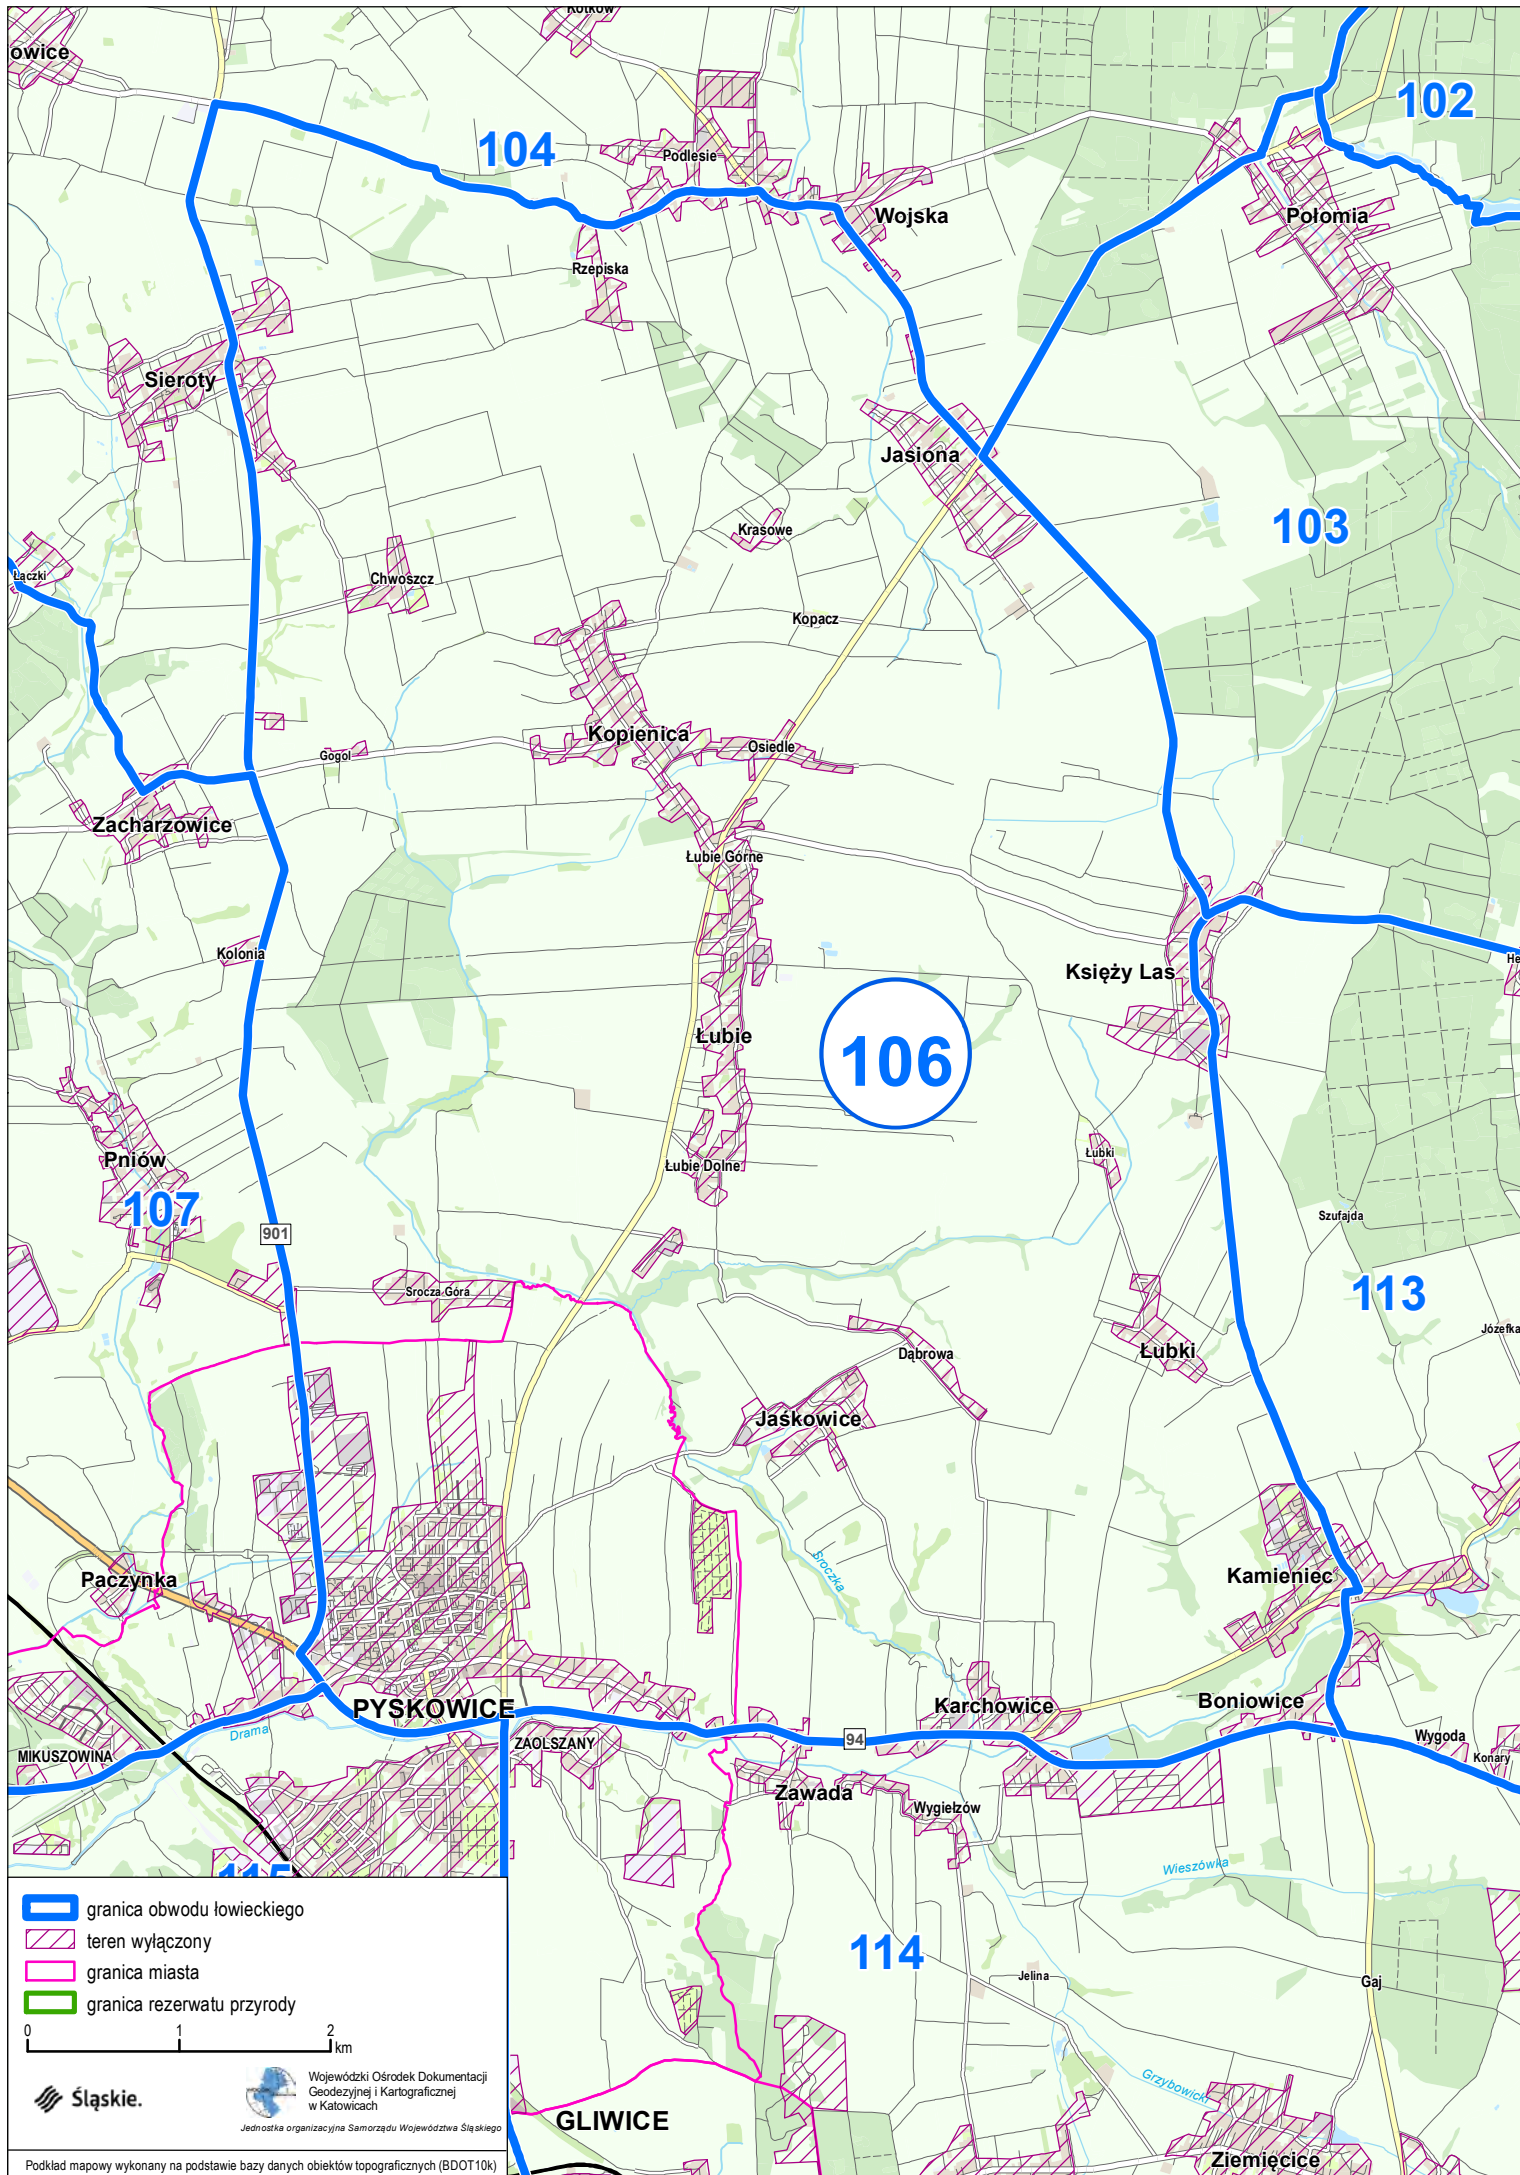 Kotków
owice
102
104
Podlesie
Wojska
Połomia
Rzepiska
Sieroty
Jasiona
103
Krasowe
Łączki
Chwoszcz
Kopacz
Kopienica
Osiedle
Gogol
Zacharzowice
Łubie Górne
Kolonia
He
Księży Las
Łubie
106
Pniów
Łubki
Łubie Dolne
107
Szufajda
901
Srocza Góra
113
Józefka
Łubki
Dąbrowa
Jaśkowice
Sroczka
Kamieniec
Paczynka
PYSKOWICE
Karchowice
Boniowice
Drama
94
Wygoda
ZAOLSZANY
MIKUSZOWINA
Konary
Zawada
Wygiełzów
Wieszówka
115
114
Jelina
Gaj
Grzybowicki
GLIWICE
Ziemięcice
granica obwodu łowieckiego
teren wyłączony
granica miasta
granica rezerwatu przyrody
0 1 2
km
Śląskie.
Wojewódzki Ośrodek Dokumentacji
Geodezyjnej i Kartograficznej
w Katowicach
Jednostka organizacyjna Samorządu Województwa Śląskiego
Podkład mapowy wykonany na podstawie bazy danych obiektów topograficznych (BDOT10k)